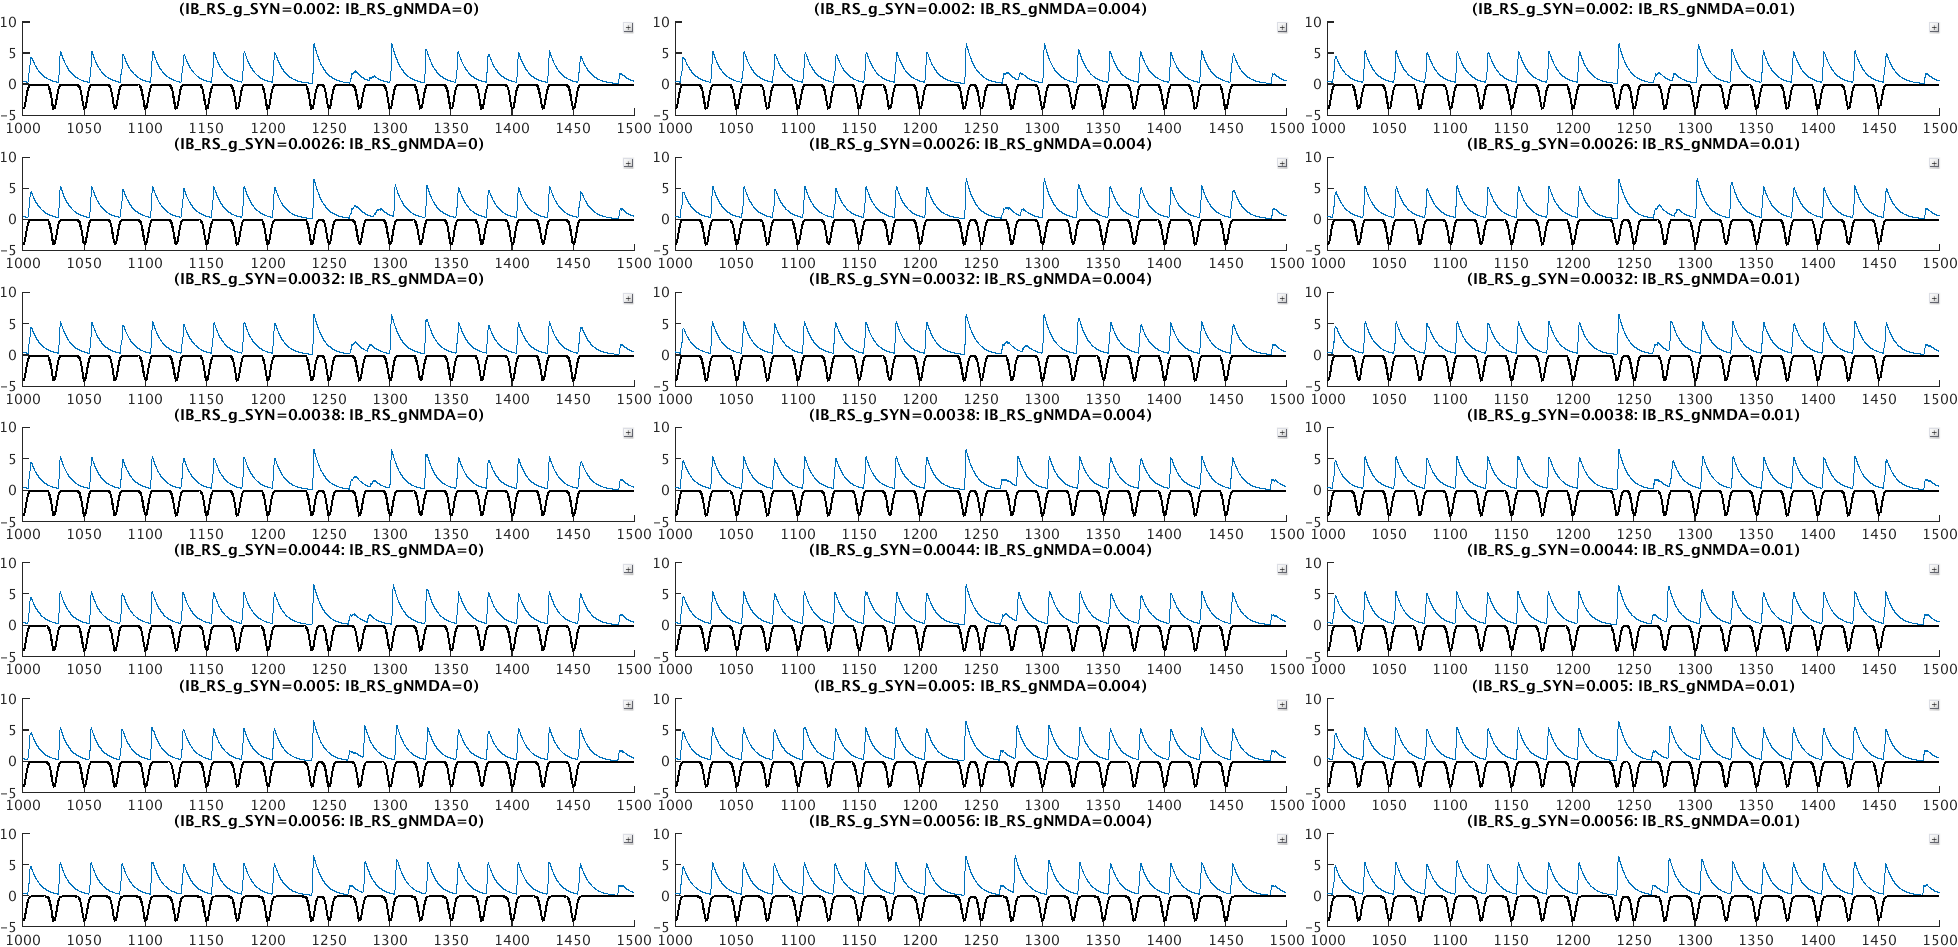 (IB_RS_g_SYN=0.002: IB_RS_gNMDA=0) (IB_RS_g_SYN=0.002: IB_RS_gNMDA=0.004) (IB_RS_g_SYN=0.002: IB_RS_gNMDA=0.01)
10 10 10
5 5 5
0 0 0
-5 -5 -5
1000 1050 1100 1150 1200 1250 1300 1350 1400 1450 1500 1000 1050 1100 1150 1200 1250 1300 1350 1400 1450 1500 1000 1050 1100 1150 1200 1250 1300 1350 1400 1450 1500
(IB_RS_g_SYN=0.0026: IB_RS_gNMDA=0) (IB_RS_g_SYN=0.0026: IB_RS_gNMDA=0.004) (IB_RS_g_SYN=0.0026: IB_RS_gNMDA=0.01)
10 10 10
5 5 5
0 0 0
-5 -5 -5
1000 1050 1100 1150 1200 1250 1300 1350 1400 1450 1500 1000 1050 1100 1150 1200 1250 1300 1350 1400 1450 1500 1000 1050 1100 1150 1200 1250 1300 1350 1400 1450 1500
(IB_RS_g_SYN=0.0032: IB_RS_gNMDA=0) (IB_RS_g_SYN=0.0032: IB_RS_gNMDA=0.004) (IB_RS_g_SYN=0.0032: IB_RS_gNMDA=0.01)
10 10 10
5 5 5
0 0 0
-5 -5 -5
1000 1050 1100 1150 1200 1250 1300 1350 1400 1450 1500 1000 1050 1100 1150 1200 1250 1300 1350 1400 1450 1500 1000 1050 1100 1150 1200 1250 1300 1350 1400 1450 1500
(IB_RS_g_SYN=0.0038: IB_RS_gNMDA=0) (IB_RS_g_SYN=0.0038: IB_RS_gNMDA=0.004) (IB_RS_g_SYN=0.0038: IB_RS_gNMDA=0.01)
10 10 10
5 5 5
0 0 0
-5 -5 -5
1000 1050 1100 1150 1200 1250 1300 1350 1400 1450 1500 1000 1050 1100 1150 1200 1250 1300 1350 1400 1450 1500 1000 1050 1100 1150 1200 1250 1300 1350 1400 1450 1500
(IB_RS_g_SYN=0.0044: IB_RS_gNMDA=0) (IB_RS_g_SYN=0.0044: IB_RS_gNMDA=0.004) (IB_RS_g_SYN=0.0044: IB_RS_gNMDA=0.01)
10 10 10
5 5 5
0 0 0
-5 -5 -5
1000 1050 1100 1150 1200 1250 1300 1350 1400 1450 1500 1000 1050 1100 1150 1200 1250 1300 1350 1400 1450 1500 1000 1050 1100 1150 1200 1250 1300 1350 1400 1450 1500
(IB_RS_g_SYN=0.005: IB_RS_gNMDA=0) (IB_RS_g_SYN=0.005: IB_RS_gNMDA=0.004) (IB_RS_g_SYN=0.005: IB_RS_gNMDA=0.01)
10 10 10
5 5 5
0 0 0
-5 -5 -5
1000 1050 1100 1150 1200 1250 1300 1350 1400 1450 1500 1000 1050 1100 1150 1200 1250 1300 1350 1400 1450 1500 1000 1050 1100 1150 1200 1250 1300 1350 1400 1450 1500
(IB_RS_g_SYN=0.0056: IB_RS_gNMDA=0) (IB_RS_g_SYN=0.0056: IB_RS_gNMDA=0.004) (IB_RS_g_SYN=0.0056: IB_RS_gNMDA=0.01)
10 10 10
5 5 5
0 0 0
-5 -5 -5
1000 1050 1100 1150 1200 1250 1300 1350 1400 1450 1500 1000 1050 1100 1150 1200 1250 1300 1350 1400 1450 1500 1000 1050 1100 1150 1200 1250 1300 1350 1400 1450 1500